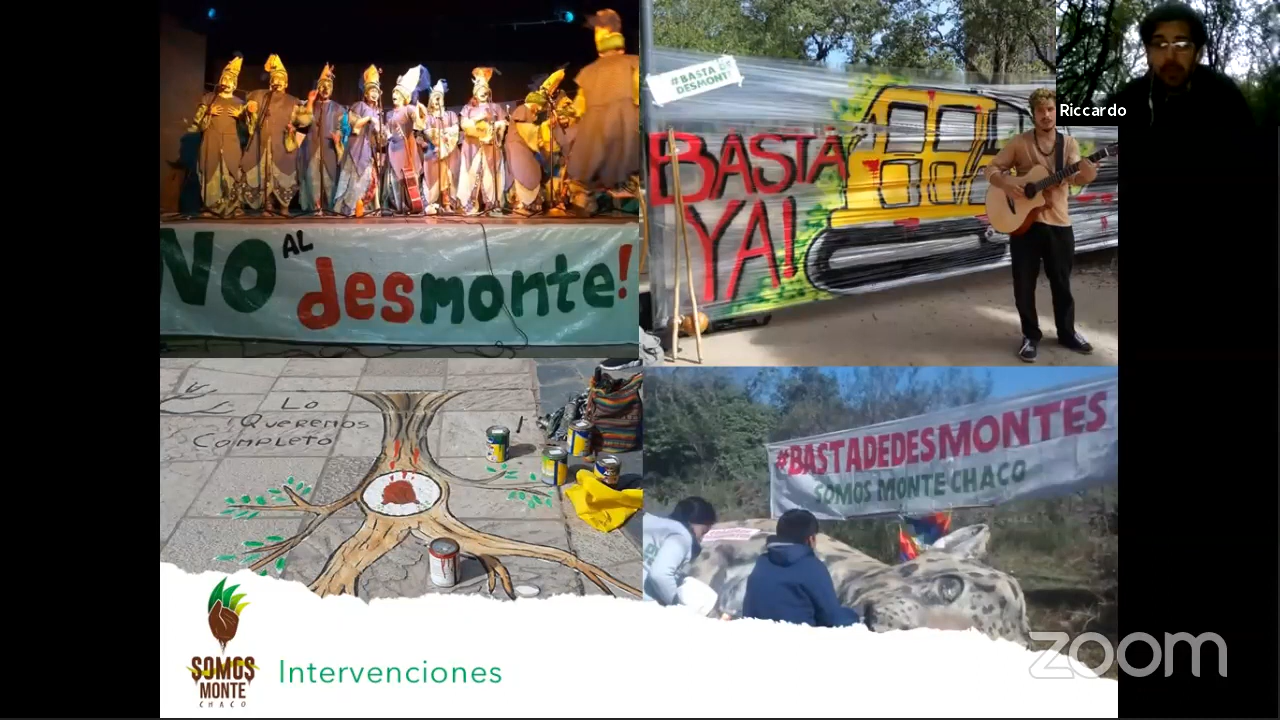 NO AL desmonte!
#BASTA DE
DESMONTE
BASTA
YA!
Riccardo
Lo
QUEREMOS
COMPLETO
#BASTADEDESMONTES
SOMOS MONTE CHACO
SOMOS
MONTE
CHACO
Intervenciones
zoom